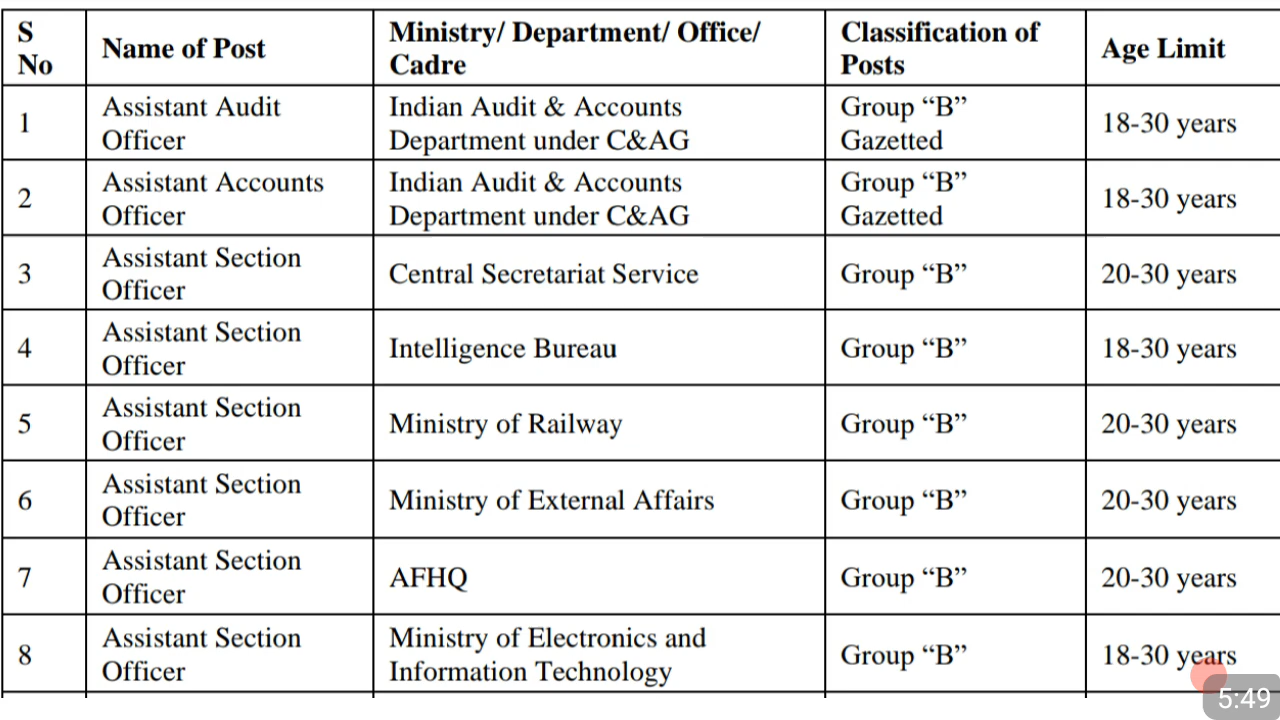 S No | Name of Post | Ministry/ Department/ Office/ Cadre | Classification of Posts | Age Limit
1 | Assistant Audit Officer | Indian Audit & Accounts Department under C&AG | Group “B” Gazetted | 18-30 years
2 | Assistant Accounts Officer | Indian Audit & Accounts Department under C&AG | Group “B” Gazetted | 18-30 years
3 | Assistant Section Officer | Central Secretariat Service | Group “B” | 20-30 years
4 | Assistant Section Officer | Intelligence Bureau | Group “B” | 18-30 years
5 | Assistant Section Officer | Ministry of Railway | Group “B” | 20-30 years
6 | Assistant Section Officer | Ministry of External Affairs | Group “B” | 20-30 years
7 | Assistant Section Officer | AFHQ | Group “B” | 20-30 years
8 | Assistant Section Officer | Ministry of Electronics and Information Technology | Group “B” | 18-30 years
5:49